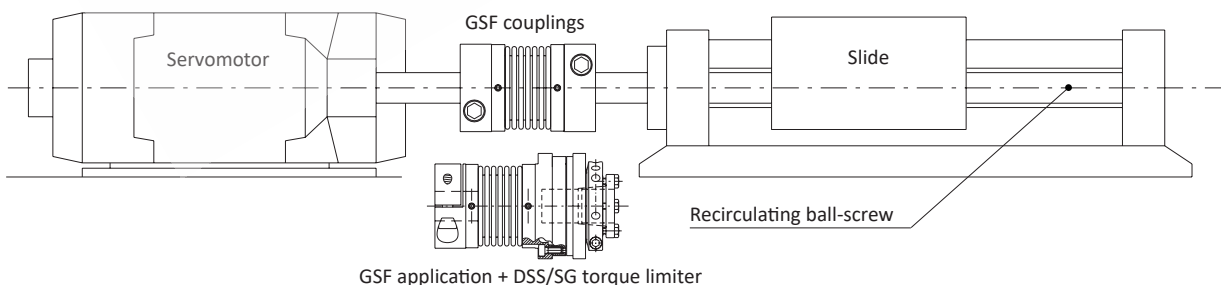 GSF couplings
Servomotor
Slide
Recirculating ball-screw
GSF application + DSS/SG torque limiter